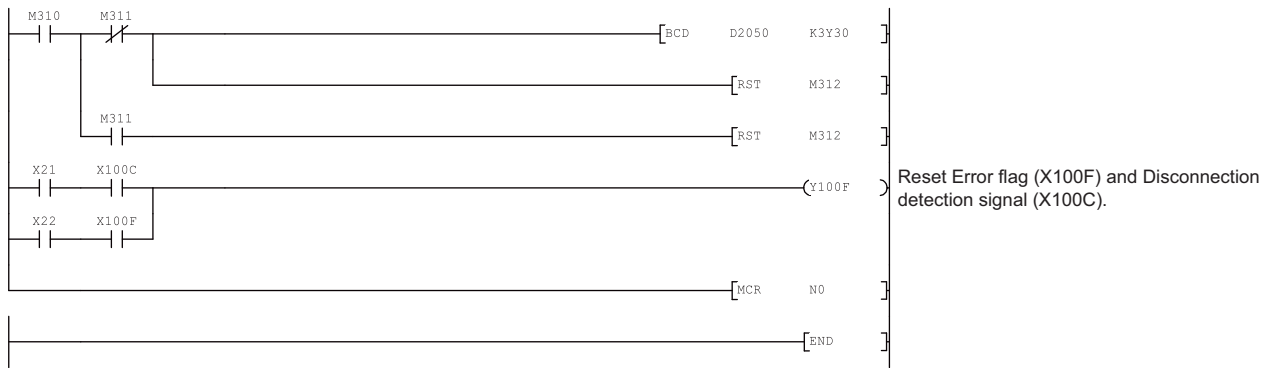 M310 M311
BCD D2050 K3Y30
RST M312
M311
RST M312
X21 X100C
Y100F
Reset Error flag (X100F) and Disconnection
detection signal (X100C).
X22 X100F
MCR N0
END